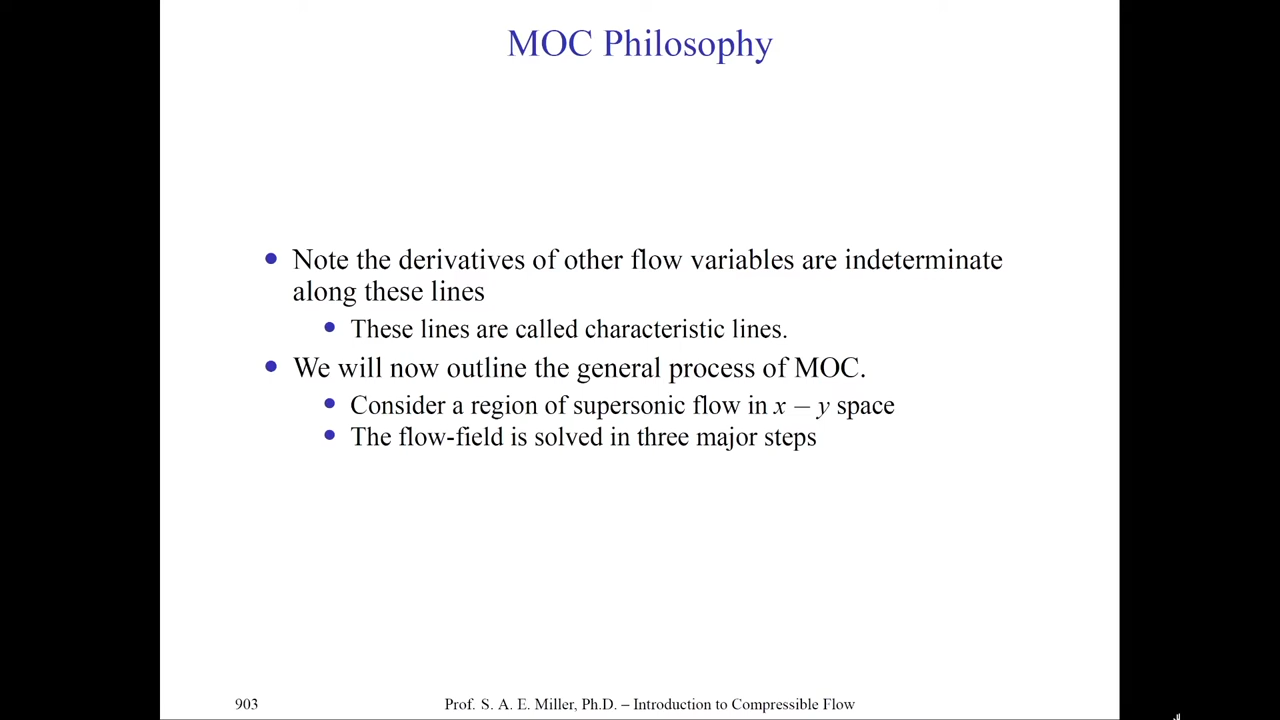 MOC Philosophy
• Note the derivatives of other flow variables are indeterminate
along these lines
• These lines are called characteristic lines.
• We will now outline the general process of MOC.
• Consider a region of supersonic flow in x − y space
• The flow-field is solved in three major steps
903 Prof. S. A. E. Miller, Ph.D. – Introduction to Compressible Flow